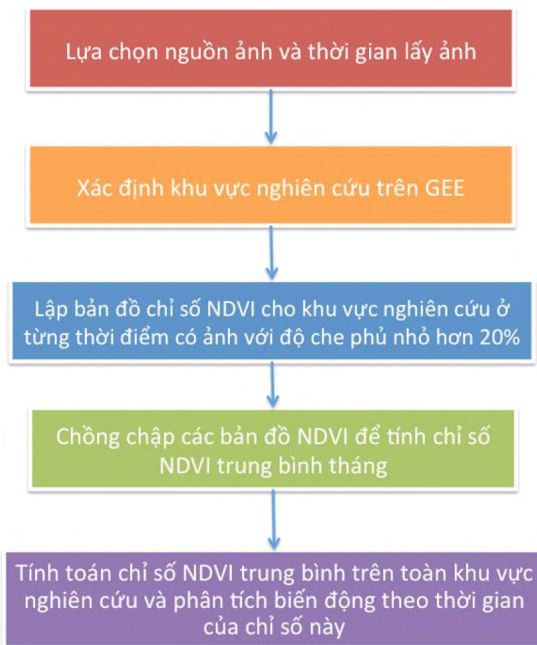 Lựa chọn nguồn ảnh và thời gian lấy ảnh
Xác định khu vực nghiên cứu trên GEE
Lập bản đồ chỉ số NDVI cho khu vực nghiên cứu ở
từng thời điểm có ảnh với độ che phủ nhỏ hơn 20%
Chồng chập các bản đồ NDVI để tính chỉ số
NDVI trung bình tháng
Tính toán chỉ số NDVI trung bình trên toàn khu vực
nghiên cứu và phân tích biến động theo thời gian
của chỉ số này